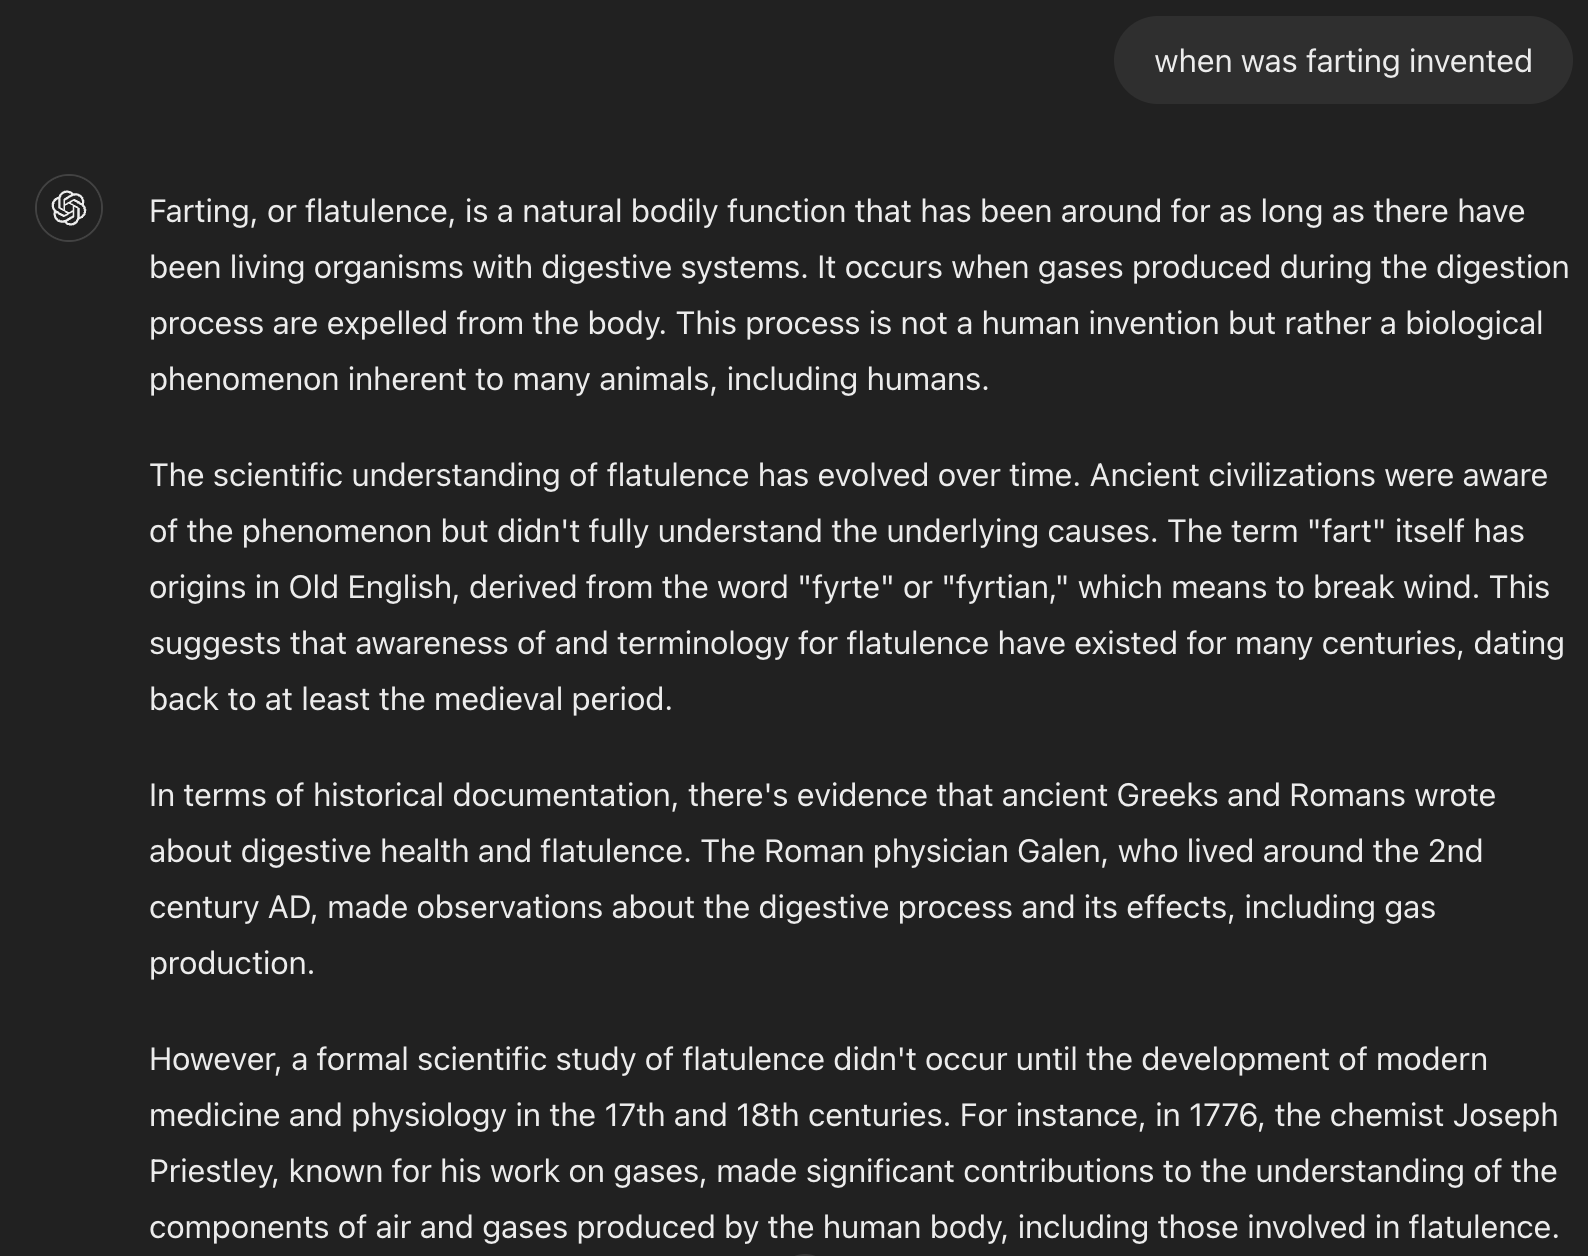 when was farting invented
Farting, or flatulence, is a natural bodily function that has been around for as long as there have
been living organisms with digestive systems. It occurs when gases produced during the digestion
process are expelled from the body. This process is not a human invention but rather a biological
phenomenon inherent to many animals, including humans.
The scientific understanding of flatulence has evolved over time. Ancient civilizations were aware
of the phenomenon but didn't fully understand the underlying causes. The term "fart" itself has
origins in Old English, derived from the word "fyrte" or "fyrtian," which means to break wind. This
suggests that awareness of and terminology for flatulence have existed for many centuries, dating
back to at least the medieval period.
In terms of historical documentation, there's evidence that ancient Greeks and Romans wrote
about digestive health and flatulence. The Roman physician Galen, who lived around the 2nd
century AD, made observations about the digestive process and its effects, including gas
production.
However, a formal scientific study of flatulence didn't occur until the development of modern
medicine and physiology in the 17th and 18th centuries. For instance, in 1776, the chemist Joseph
Priestley, known for his work on gases, made significant contributions to the understanding of the
components of air and gases produced by the human body, including those involved in flatulence.